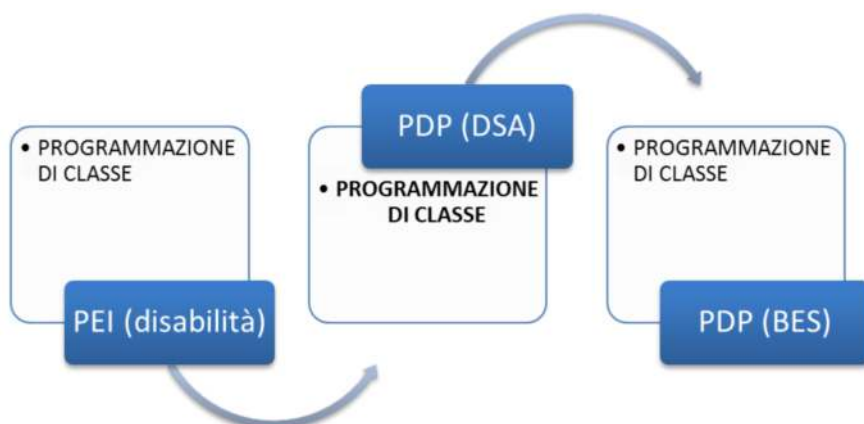 • PROGRAMMAZIONE
DI CLASSE
PEI (disabilità)
PDP (DSA)
• PROGRAMMAZIONE
DI CLASSE
• PROGRAMMAZIONE
DI CLASSE
PDP (BES)